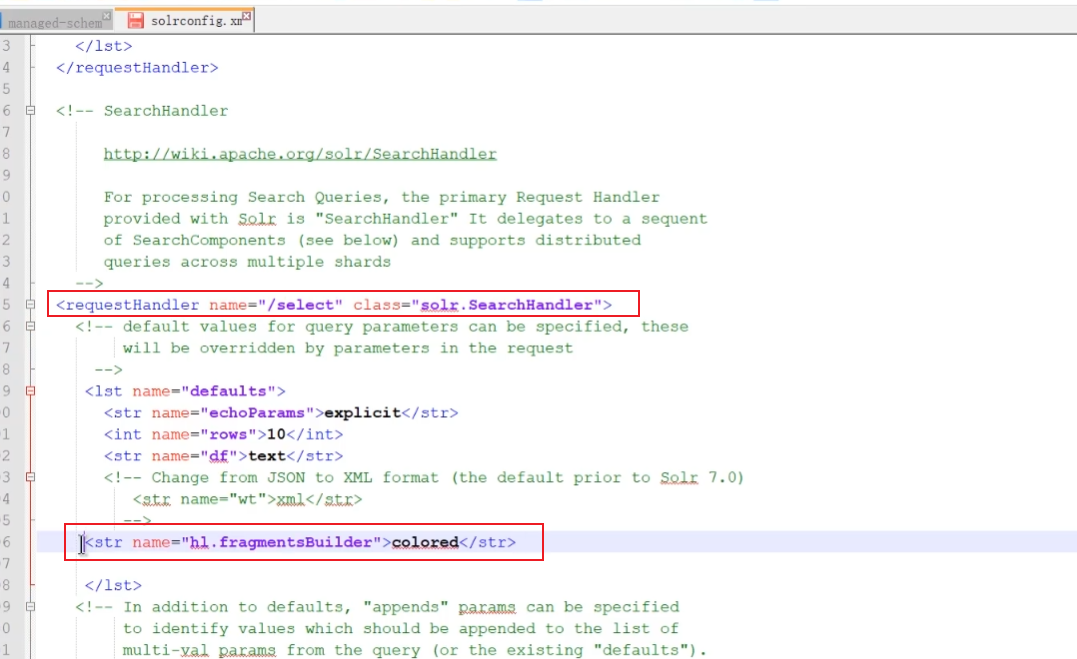 managed-schem solrconfig.xm
3 </lst>
4 </requestHandler>
5
6 <!-- SearchHandler
7
8 http://wiki.apache.org/solr/SearchHandler
9
0 For processing Search Queries, the primary Request Handler
1 provided with Solr is "SearchHandler" It delegates to a sequent
2 of SearchComponents (see below) and supports distributed
3 queries across multiple shards
4 -->
5 <requestHandler name="/select" class="solr.SearchHandler">
6 <!-- default values for query parameters can be specified, these
7 will be overridden by parameters in the request
8 -->
9 <lst name="defaults">
0 <str name="echoParams">explicit</str>
1 <int name="rows">10</int>
2 <str name="df">text</str>
3 <!-- Change from JSON to XML format (the default prior to Solr 7.0)
4 <str name="wt">xml</str>
5 -->
6 <str name="hl.fragmentsBuilder">colored</str>
7
8 </lst>
9 <!-- In addition to defaults, "appends" params can be specified
0 to identify values which should be appended to the list of
1 multi-val params from the query (or the existing "defaults").